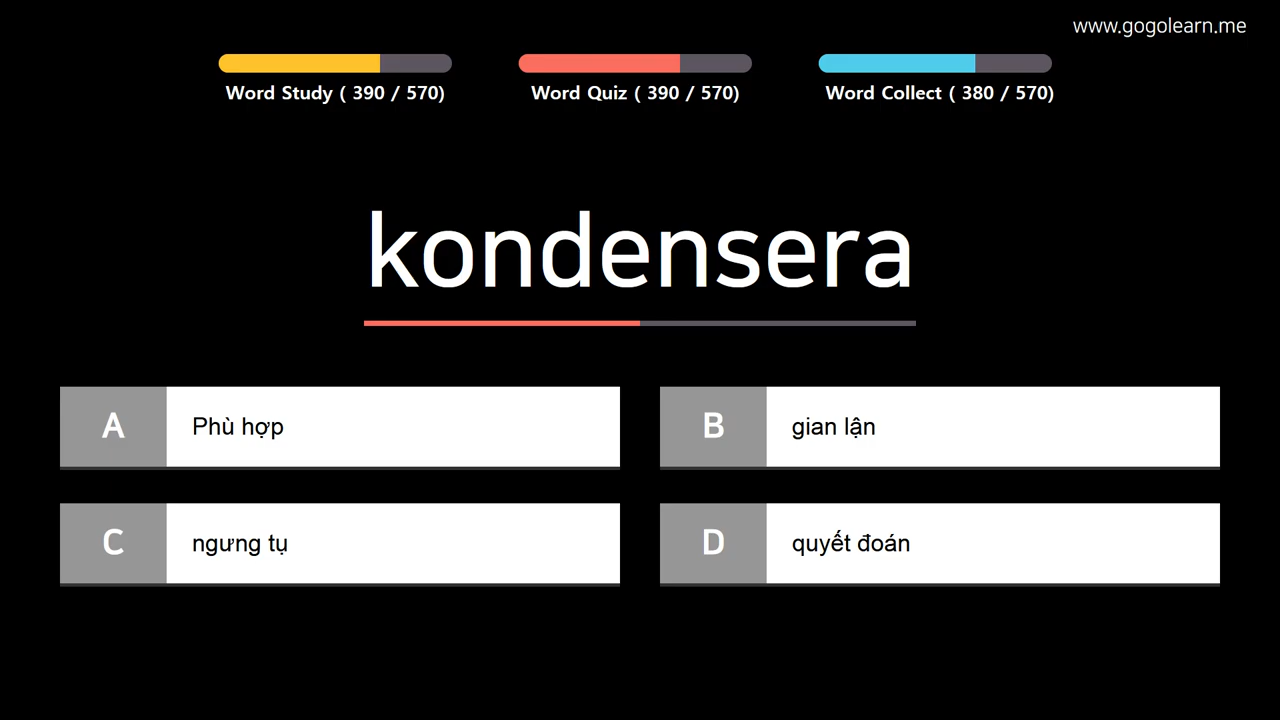 www.gogolearn.me
Word Study ( 390 / 570)
Word Quiz ( 390 / 570)
Word Collect ( 380 / 570)
kondensera
A
Phù hợp
B
gian lận
C
ngưng tụ
D
quyết đoán